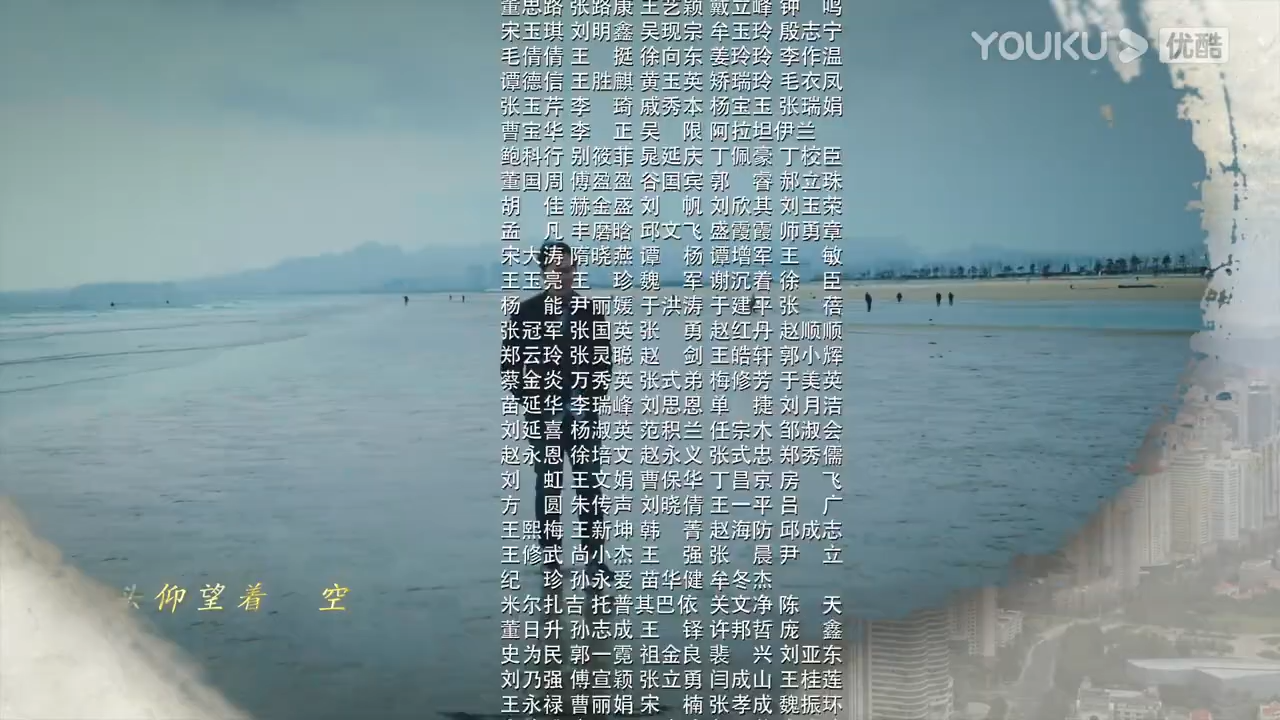 董思路 张路康 王艺颖 戴立峰 钟　鸣
YOUKU 优酷
宋玉琪 刘明鑫 吴现宗 牟玉玲 殷志宁
毛倩倩 王　挺 徐向东 姜玲玲 李作温
谭德信 王胜麒 黄玉英 矫瑞玲 毛衣凤
张玉芹 李　琦 戚秀本 杨宝玉 张瑞娟
曹宝华 李　正 吴　限 阿拉坦伊兰
鲍科行 别筱菲 晁延庆 丁佩豪 丁校臣
董国周 傅盈盈 谷国宾 郭　睿 郝立珠
胡　佳 赫金盛 刘　帆 刘欣其 刘玉荣
孟　凡 丰磨晗 邱文飞 盛霞霞 师勇章
宋大涛 隋晓燕 谭　杨 谭增军 王　敏
王玉亮 王　珍 魏　军 谢沉着 徐　臣
杨　能 尹丽媛 于洪涛 于建平 张　蓓
张冠军 张国英 张　勇 赵红丹 赵顺顺
郑云玲 张灵聪 赵　剑 王皓轩 郭小辉
蔡金炎 万秀英 张式弟 梅修芳 于美英
苗延华 李瑞峰 刘思恩 单　捷 刘月洁
刘延喜 杨淑英 范积兰 任宗木 邹淑会
赵永恩 徐培文 赵永义 张式忠 郑秀儒
刘　虹 王文娟 曹保华 丁昌京 房　飞
方　圆 朱传声 刘晓倩 王一平 吕　广
王熙梅 王新坤 韩　菁 赵海防 邱成志
王修武 尚小杰 王　强 张　晨 尹　立
纪　珍 孙永爱 苗华健 牟冬杰
头仰望着　空
米尔扎吉 托普其巴依 关文净 陈　天
董日升 孙志成 王　铎 许邦哲 庞　鑫
史为民 郭一霓 祖金良 裴　兴 刘亚东
刘乃强 傅宣颖 张立勇 闫成山 王桂莲
王永禄 曹丽娟 宋　楠 张孝成 魏振环